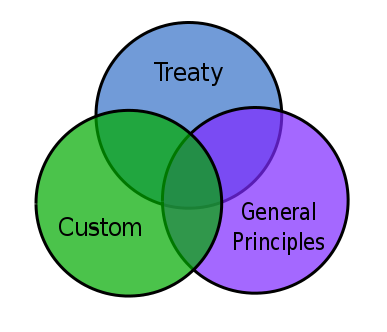 Treaty
Custom
General
Principles